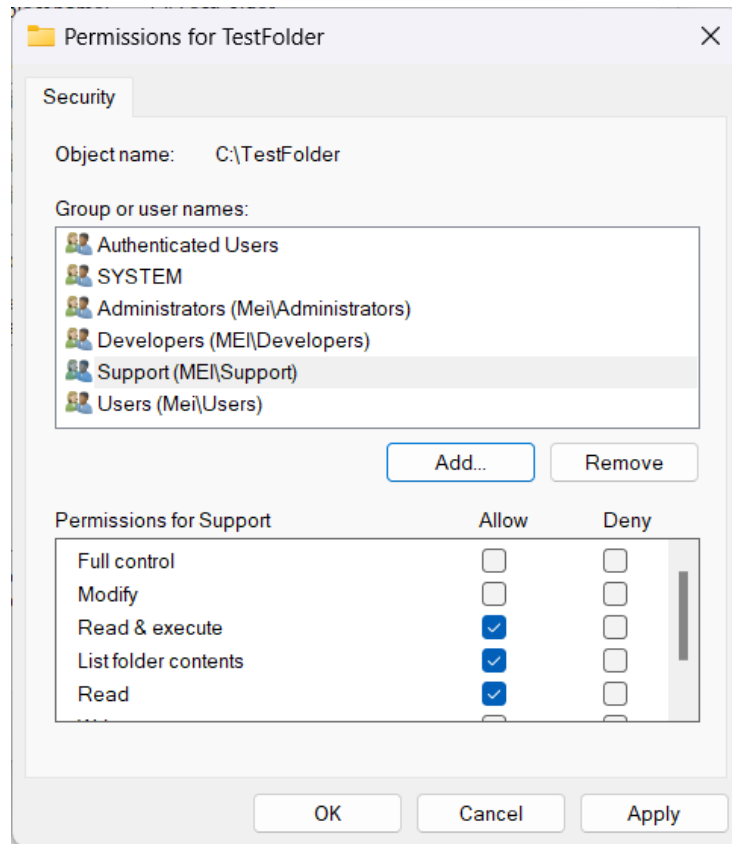 Permissions for TestFolder
Security
Object name: C:\TestFolder
Group or user names:
Authenticated Users
SYSTEM
Administrators (Mei\Administrators)
Developers (MEI\Developers)
Support (MEI\Support)
Users (Mei\Users)
Add... Remove
Permissions for Support Allow Deny
Full control
Modify
Read & execute
List folder contents
Read
OK Cancel Apply